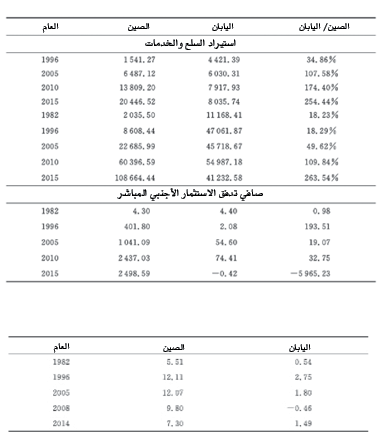 العام الصين اليابان الصين/ اليابان
استيراد السلع والخدمات
1996 1 541.27 4 421.39 34.86%
2005 6 487.12 6 030.31 107.58%
2010 13 809.20 7 917.93 174.40%
2015 20 446.52 8 035.74 254.44%
1982 2 035.50 11 168.41 18.23%
1996 8 608.44 47 061.87 18.29%
2005 22 685.99 45 718.67 49.62%
2010 60 396.59 54 987.18 109.84%
2015 108 664.44 41 232.58 263.54%
صافي تدفق الاستثمار الأجنبي المباشر
1982 4.30 4.40 0.98
1996 401.80 2.08 193.51
2005 1 041.09 54.60 19.07
2010 2 437.03 74.41 32.75
2015 2 498.59 -0.42 -5 965.23
العام الصين اليابان
1982 5.51 0.54
1996 12.11 2.75
2005 12.07 1.80
2008 9.80 -0.46
2014 7.30 1.49